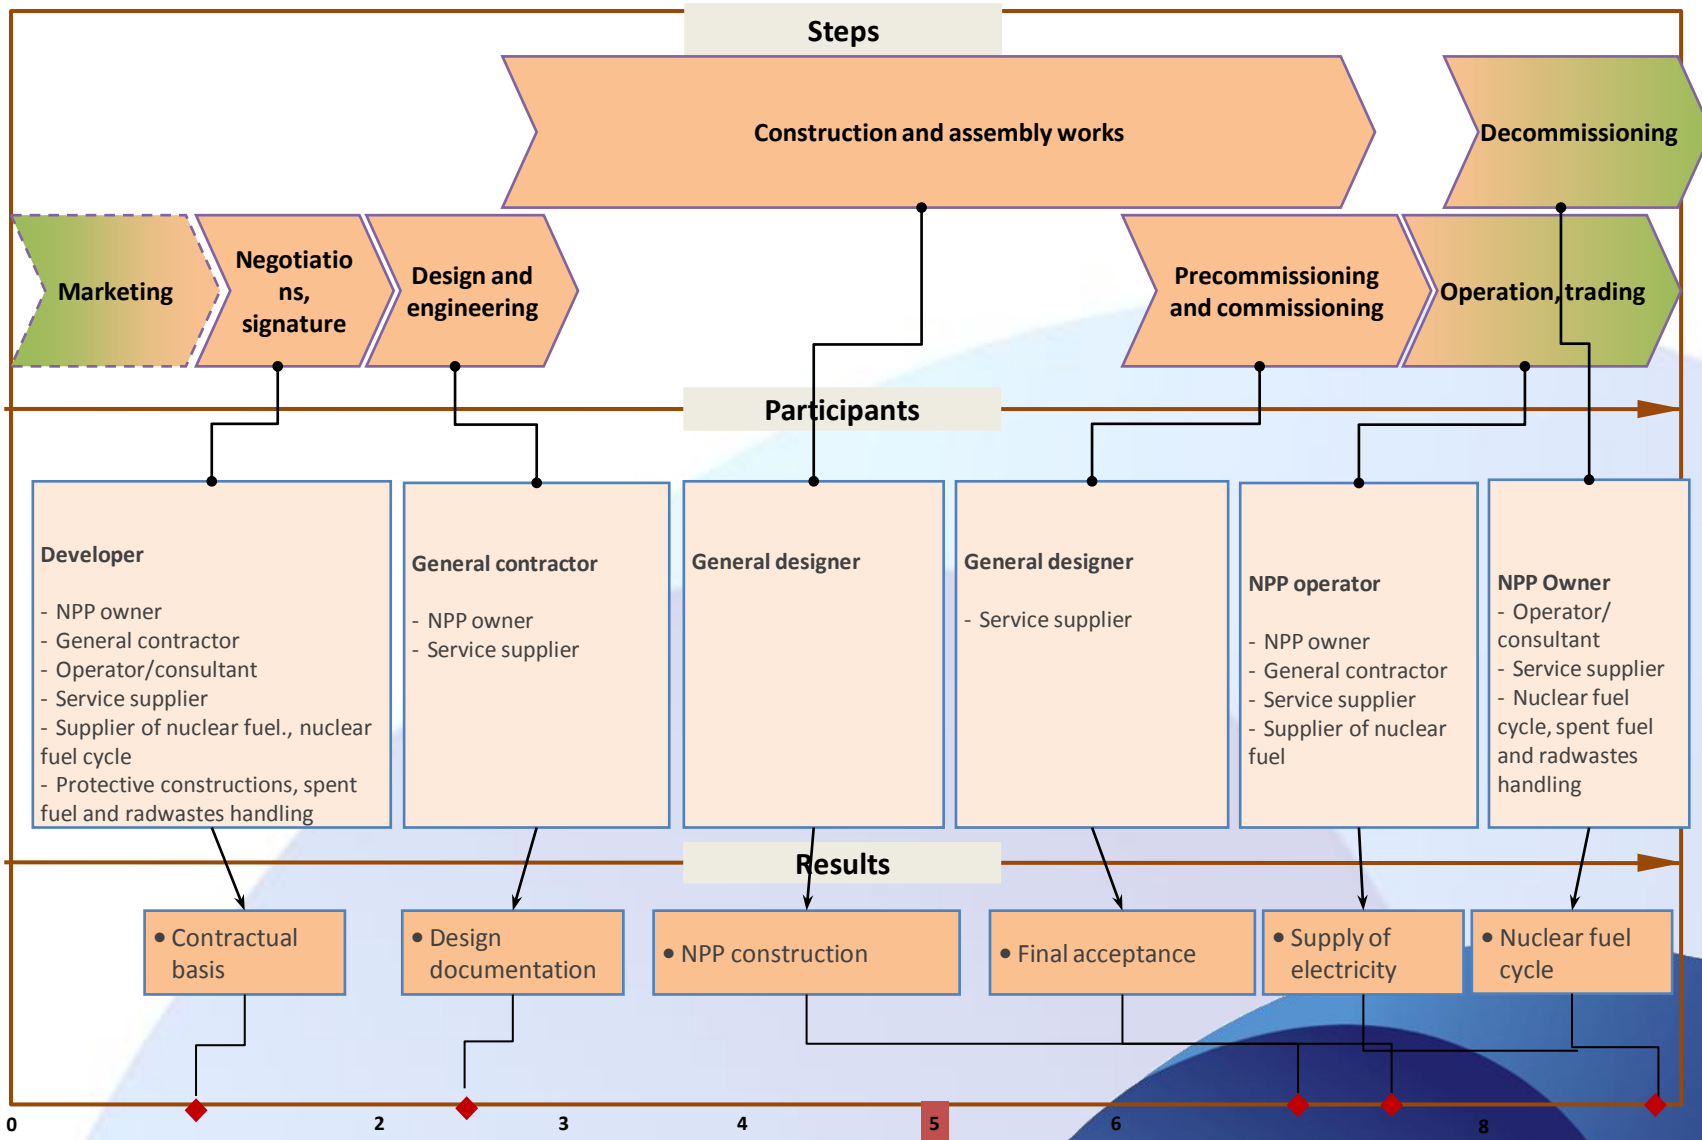 Steps
Construction and assembly works
Decommissioning
Marketing
Negotiatio
ns,
signature
Design and
engineering
Precommissioning
and commissioning
Operation, trading
Participants
Developer
- NPP owner
- General contractor
- Operator/consultant
- Service supplier
- Supplier of nuclear fuel., nuclear
fuel cycle
- Protective constructions, spent
fuel and radwastes handling
General contractor
- NPP owner
- Service supplier
General designer
General designer
- Service supplier
NPP operator
- NPP owner
- General contractor
- Service supplier
- Supplier of nuclear
fuel
NPP Owner
- Operator/
consultant
- Service supplier
- Nuclear fuel
cycle, spent fuel
and radwastes
handling
Results
• Contractual
basis
• Design
documentation
• NPP construction
• Final acceptance
• Supply of
electricity
• Nuclear fuel
cycle
0 2 3 4 5 6 8